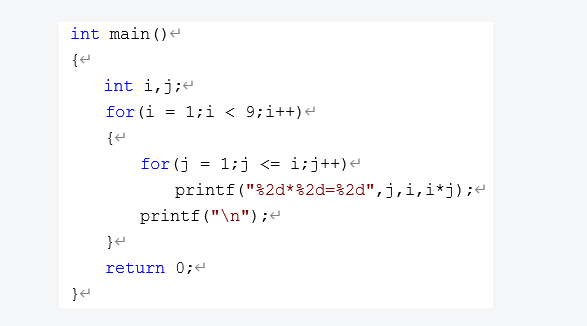 int main()↵
{↵
int i,j;↵
for(i = 1;i < 9;i++)↵
{↵
for(j = 1;j <= i;j++)↵
printf("%2d*%2d=%2d",j,i,i*j);↵
printf("\n");↵
}↵
return 0;↵
}↵